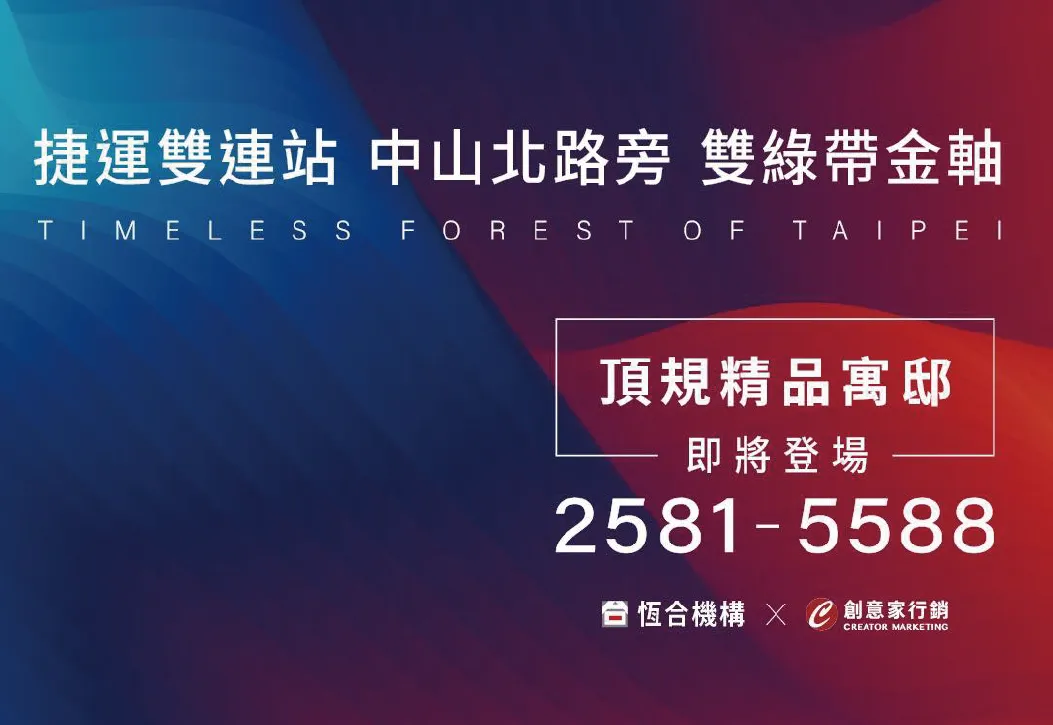 捷運雙連站 中山北路旁 雙綠帶金軸
TIMELESS FOREST OF TAIPEI
頂規精品寓邸
即將登場
2581-5588
恆合機構 × 創意家行銷
CREATOR MARKETING